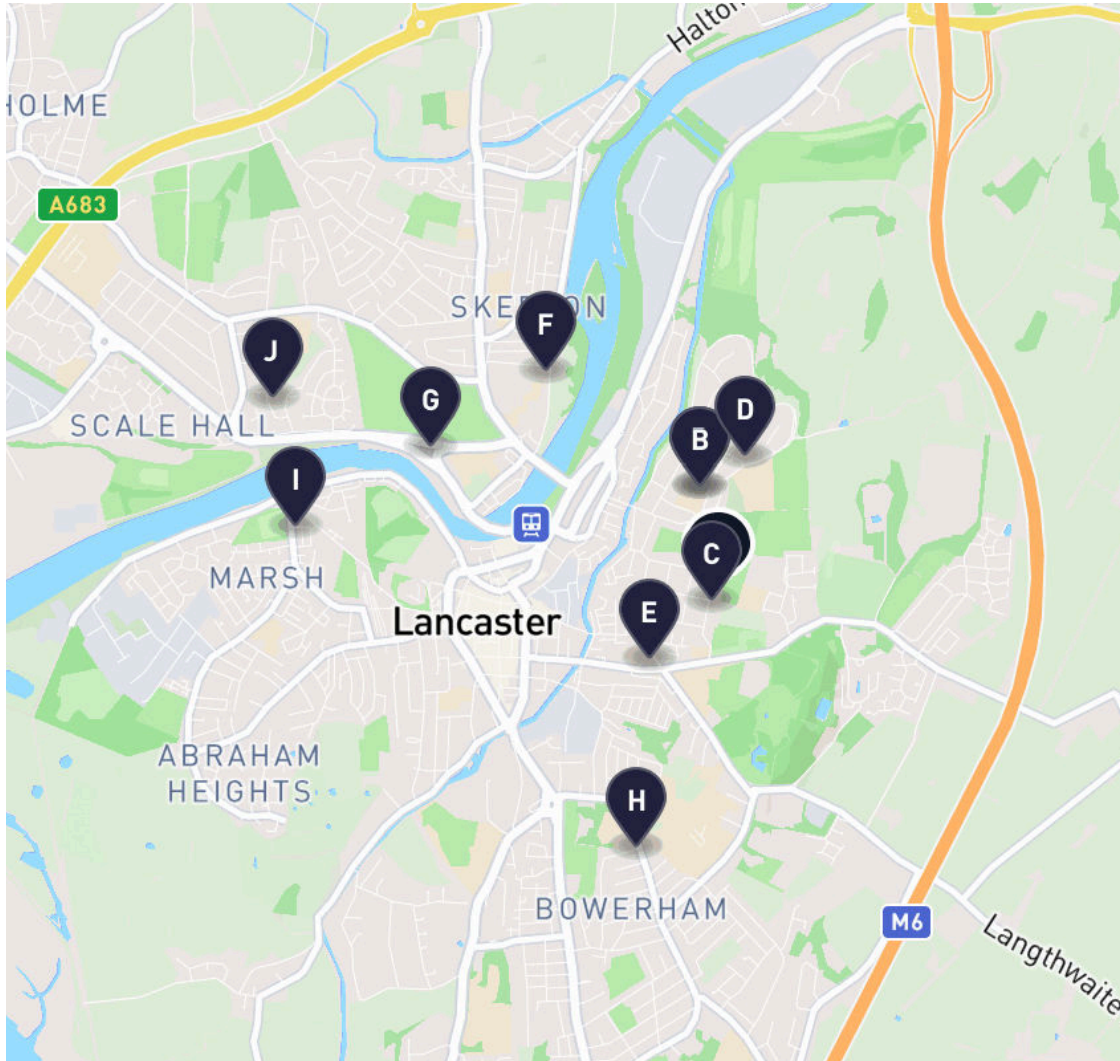 Halton
HOLME
A683
SKERTON
F
J
G
D
B
SCALE HALL
I
C
MARSH
E
Lancaster
ABRAHAM
HEIGHTS
H
BOWERHAM
M6
Langthwaite